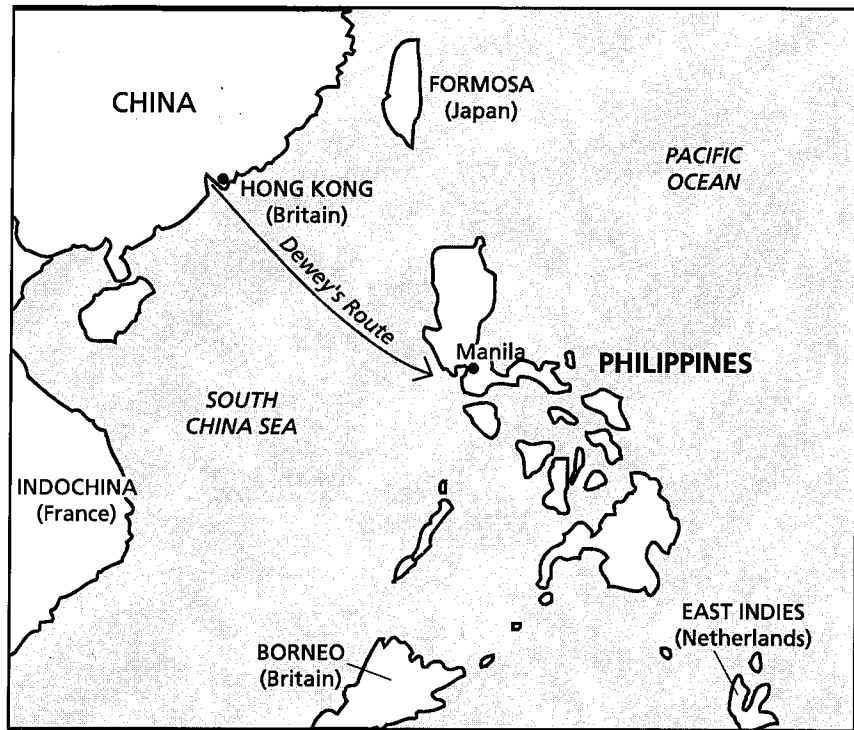 CHINA
FORMOSA
(Japan)
PACIFIC
OCEAN
HONG KONG
(Britain)
Dewey's Route
Manila
PHILIPPINES
SOUTH
CHINA SEA
INDOCHINA
(France)
EAST INDIES
(Netherlands)
BORNEO
(Britain)